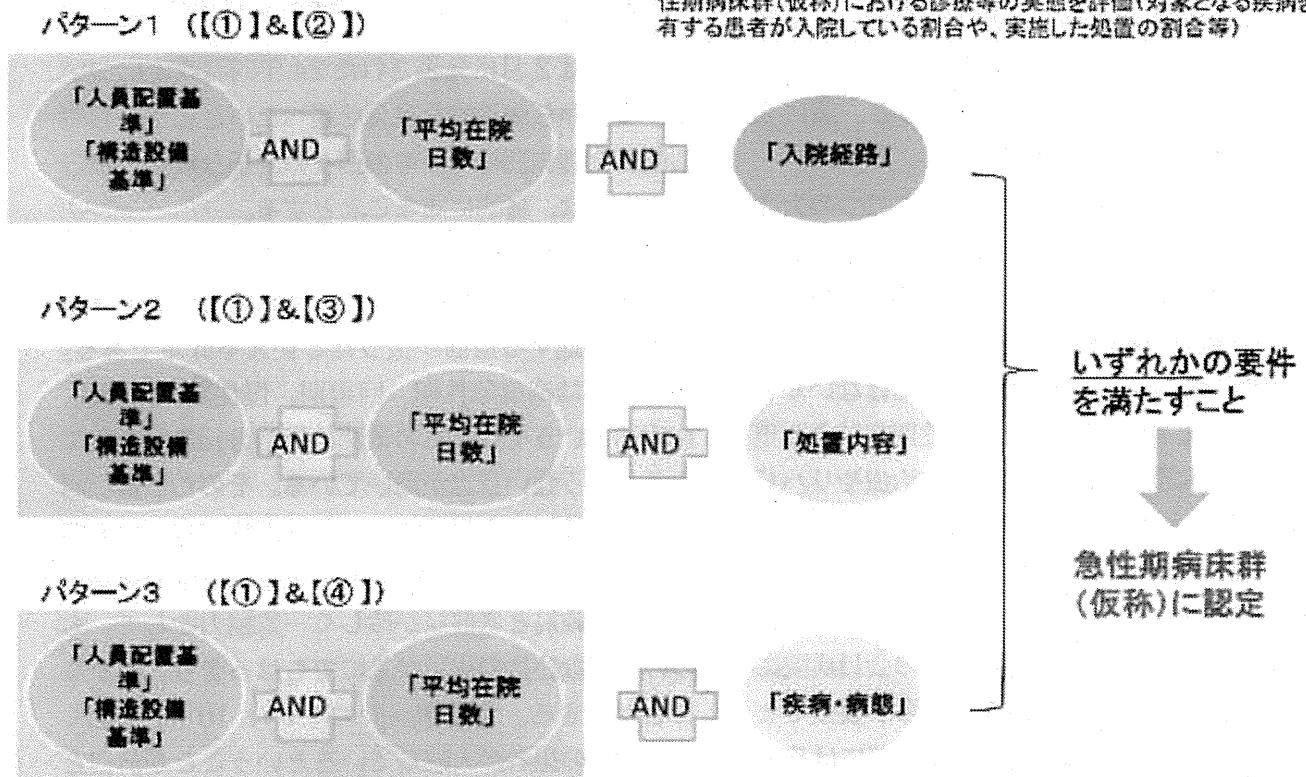 性期病床群(仮称)における診療等の実態を評価(対象となる疾病を
有する患者が入院している割合や、実施した処置の割合等)
パターン1 (【①】&【②】)
「人員配置基
準」
「構造設備
基準」
AND
「平均在院
日数」
AND
「入院経路」
パターン2 (【①】&【③】)
「人員配置基
準」
「構造設備
基準」
AND
「平均在院
日数」
AND
「処置内容」
パターン3 (【①】&【④】)
「人員配置基
準」
「構造設備
基準」
AND
「平均在院
日数」
AND
「疾病・病態」
いずれかの要件
を満たすこと
急性期病床群
(仮称)に認定